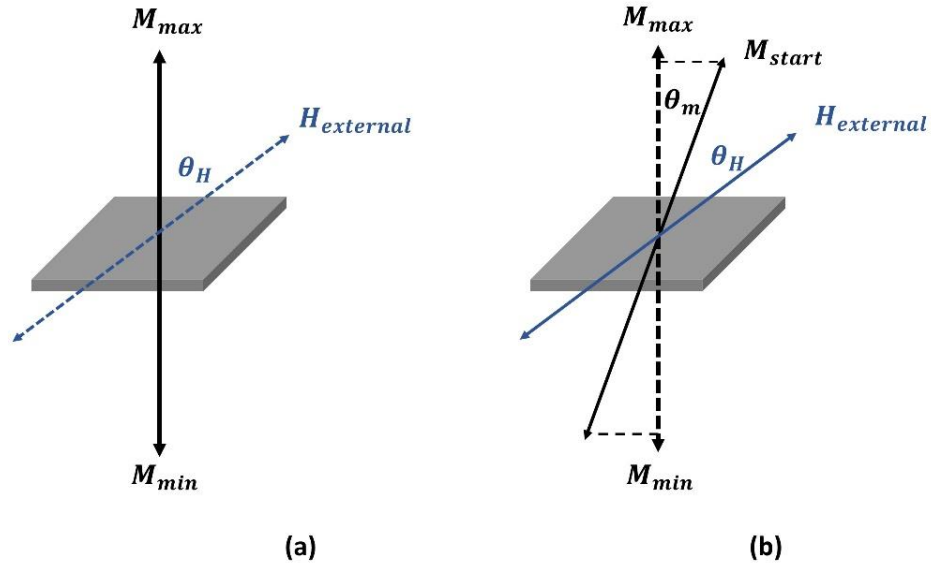 M_max
H_external
θ_H
M_min
(a)
M_max
M_start
θ_m
H_external
θ_H
M_min
(b)